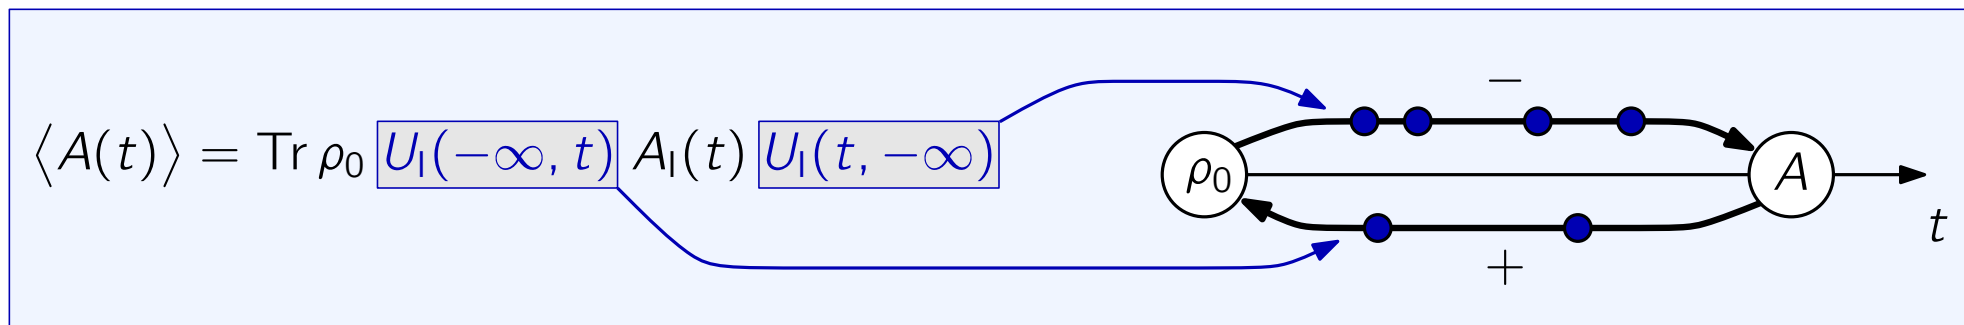 −
⟨A(t)⟩ = Tr ρ₀ U_I(−∞, t) A_I(t) U_I(t, −∞)
ρ₀ A
t
+